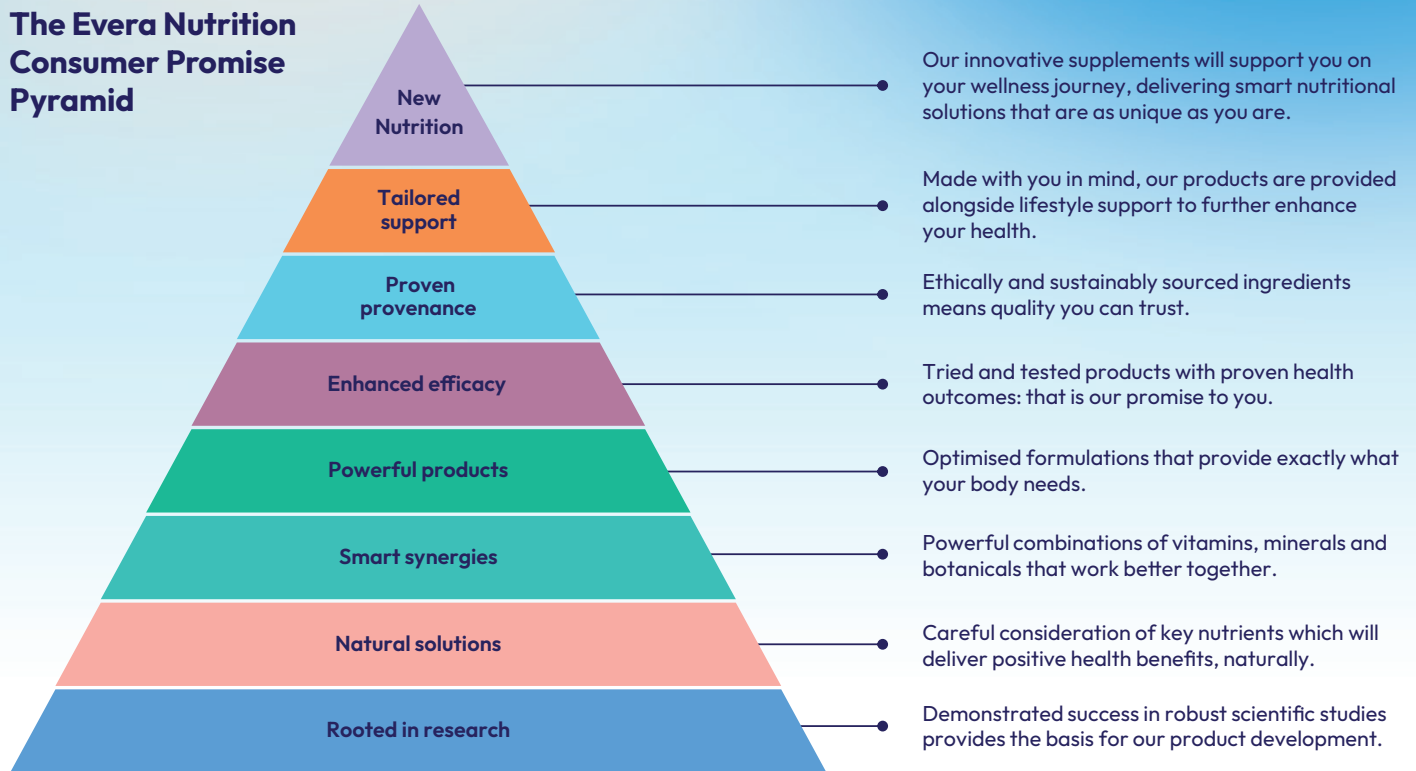 The Evera Nutrition
Consumer Promise
Pyramid
New
Nutrition
Our innovative supplements will support you on
your wellness journey, delivering smart nutritional
solutions that are as unique as you are.
Tailored
support
Made with you in mind, our products are provided
alongside lifestyle support to further enhance
your health.
Proven
provenance
Ethically and sustainably sourced ingredients
means quality you can trust.
Enhanced efficacy
Tried and tested products with proven health
outcomes: that is our promise to you.
Powerful products
Optimised formulations that provide exactly what
your body needs.
Smart synergies
Powerful combinations of vitamins, minerals and
botanicals that work better together.
Natural solutions
Careful consideration of key nutrients which will
deliver positive health benefits, naturally.
Rooted in research
Demonstrated success in robust scientific studies
provides the basis for our product development.